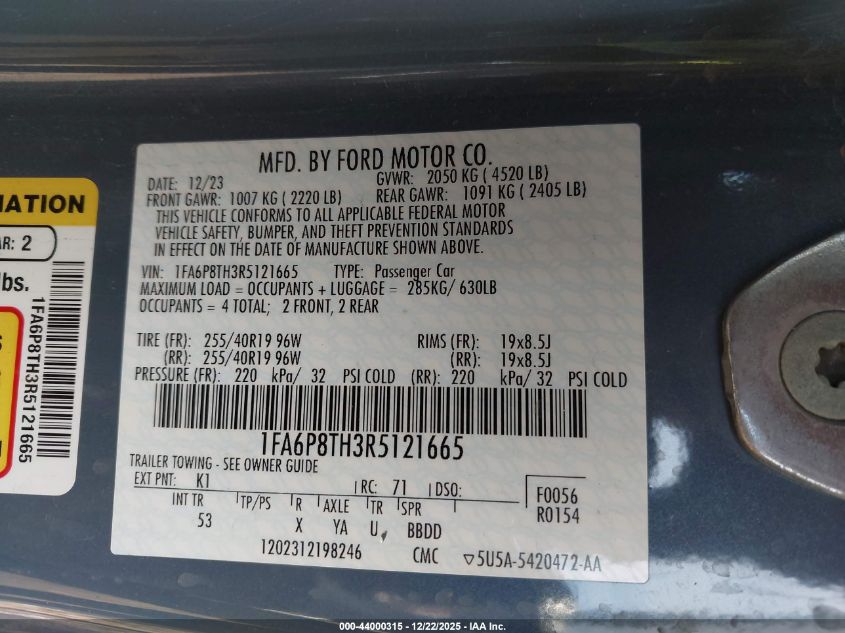 MATION
AR: 2
lbs.
1FA6P8TH3R5121665
MFD. BY FORD MOTOR CO.
DATE: 12/23 GVWR: 2050 KG ( 4520 LB)
FRONT GAWR: 1007 KG ( 2220 LB) REAR GAWR: 1091 KG ( 2405 LB)
THIS VEHICLE CONFORMS TO ALL APPLICABLE FEDERAL MOTOR
VEHICLE SAFETY, BUMPER, AND THEFT PREVENTION STANDARDS
IN EFFECT ON THE DATE OF MANUFACTURE SHOWN ABOVE.
VIN: 1FA6P8TH3R5121665 TYPE: Passenger Car
MAXIMUM LOAD = OCCUPANTS + LUGGAGE = 285KG/ 630LB
OCCUPANTS = 4 TOTAL; 2 FRONT, 2 REAR
TIRE (FR): 255/40R19 96W RIMS (FR): 19x8.5J
(RR): 255/40R19 96W (RR): 19x8.5J
PRESSURE (FR): 220 kPa/ 32 PSI COLD (RR): 220 kPa/ 32 PSI COLD
1FA6P8TH3R5121665
TRAILER TOWING - SEE OWNER GUIDE
EXT PNT: K1 RC: 71 DSO: F0056
INT TR TP/PS R AXLE TR SPR R0154
53 X YA U BBDD
1202312198246 CMC ▽5U5A-5420472-AA
000-44000315 - 12/22/2025 - IAA Inc.